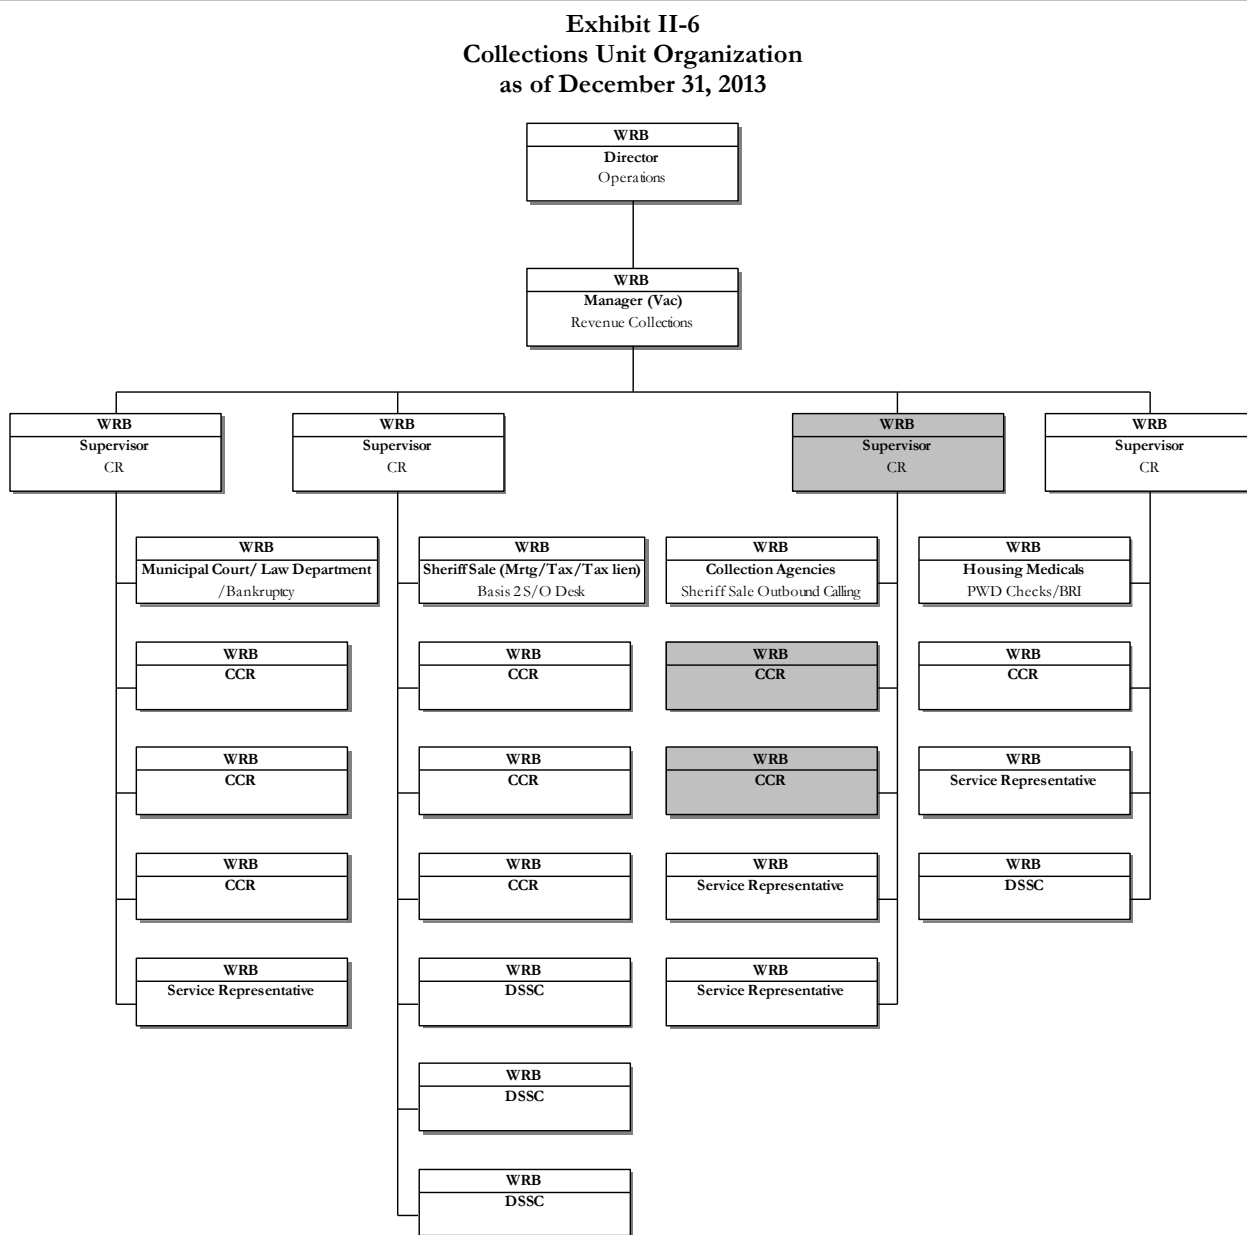 Exhibit II-6
Collections Unit Organization
as of December 31, 2013
WRB
Director
Operations
WRB
Manager (Vac)
Revenue Collections
WRB
Supervisor
CR
WRB
Supervisor
CR
WRB
Supervisor
CR
WRB
Supervisor
CR
WRB
Municipal Court/ Law Department
/Bankruptcy
WRB
Sheriff Sale (Mrtg/Tax/Tax lien)
Basis 2 S/O Desk
WRB
Collection Agencies
Sheriff Sale Outbound Calling
WRB
Housing Medicals
PWD Checks/BRI
WRB
CCR
WRB
CCR
WRB
CCR
WRB
CCR
WRB
CCR
WRB
CCR
WRB
CCR
WRB
Service Representative
WRB
CCR
WRB
CCR
WRB
Service Representative
WRB
DSSC
WRB
Service Representative
WRB
DSSC
WRB
Service Representative
WRB
DSSC
WRB
DSSC